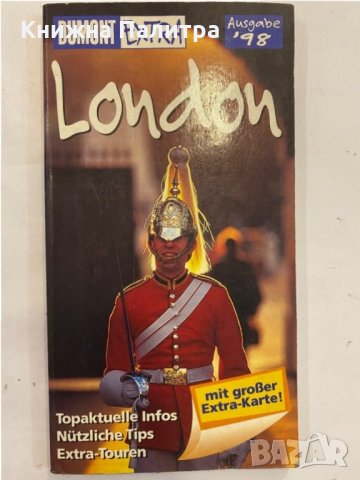 Книжна Палитра
DUMONT EXTRA
Ausgabe
'98
London
mit großer
Extra-Karte!
Topaktuelle Infos
Nützliche Tips
Extra-Touren
BAZAR